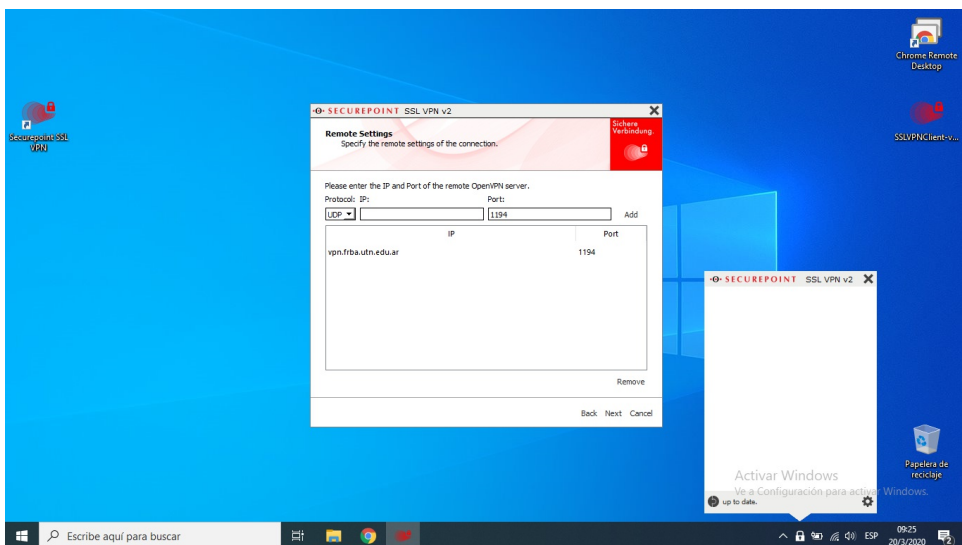 Chrome Remote
Desktop
Securepoint SSL
VPN
SSLVPNClient-v...
SECUREPOINT SSL VPN v2
Remote Settings
Specify the remote settings of the connection.
Sichere
Verbindung.
Please enter the IP and Port of the remote OpenVPN server.
Protocol: IP: Port:
UDP 1194 Add
IP Port
vpn.frba.utn.edu.ar 1194
Remove
Back Next Cancel
SECUREPOINT SSL VPN v2
Papelera de
reciclaje
Activar Windows
Ve a Configuración para activar Windows.
up to date.
Escribe aquí para buscar
ESP
09:25
20/3/2020
2